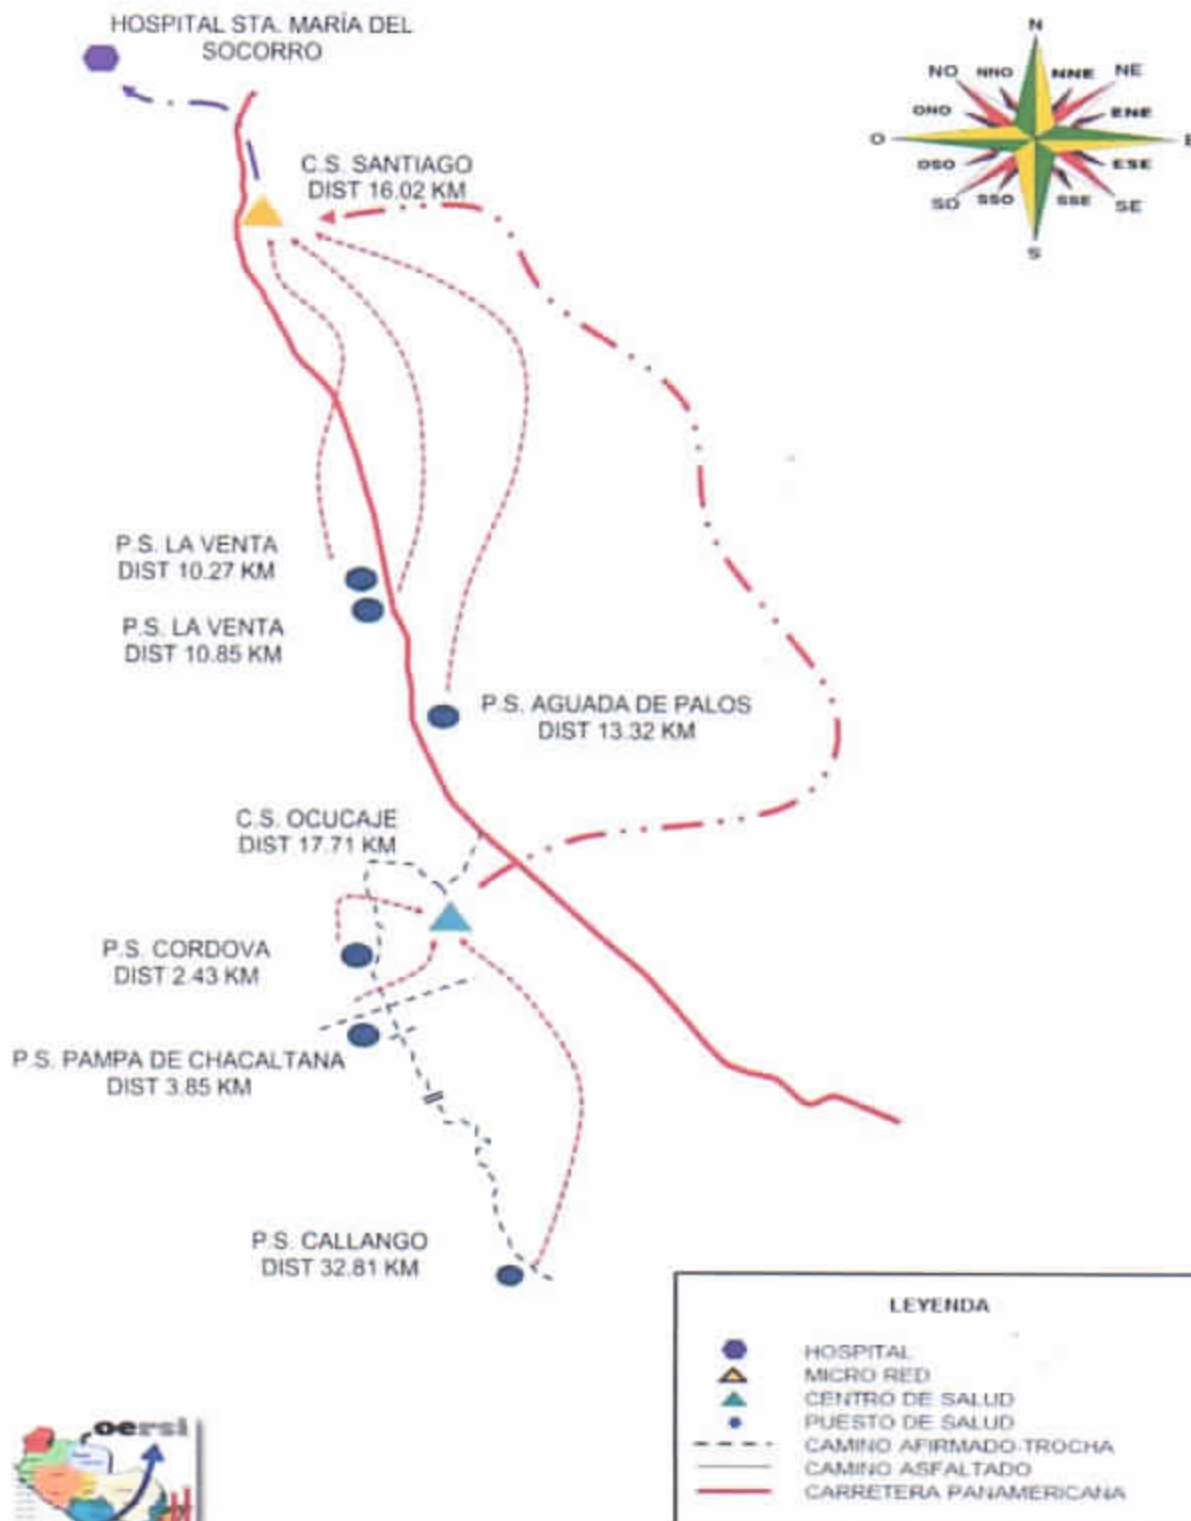 HOSPITAL STA. MARÍA DEL
SOCORRO
N
NO
NNO
NNE
NE
ONO
ENE
O
E
OSO
ESE
SO
SSO
SSE
SE
S
C.S. SANTIAGO
DIST 16.02 KM
P.S. LA VENTA
DIST 10.27 KM
P.S. LA VENTA
DIST 10.85 KM
P.S. AGUADA DE PALOS
DIST 13.32 KM
C.S. OCUCAJE
DIST 17.71 KM
P.S. CORDOVA
DIST 2.43 KM
P.S. PAMPA DE CHACALTANA
DIST 3.85 KM
P.S. CALLANGO
DIST 32.81 KM
LEYENDA
HOSPITAL
MICRO RED
CENTRO DE SALUD
PUESTO DE SALUD
CAMINO AFIRMADO-TROCHA
CAMINO ASFALTADO
CARRETERA PANAMERICANA
oersi